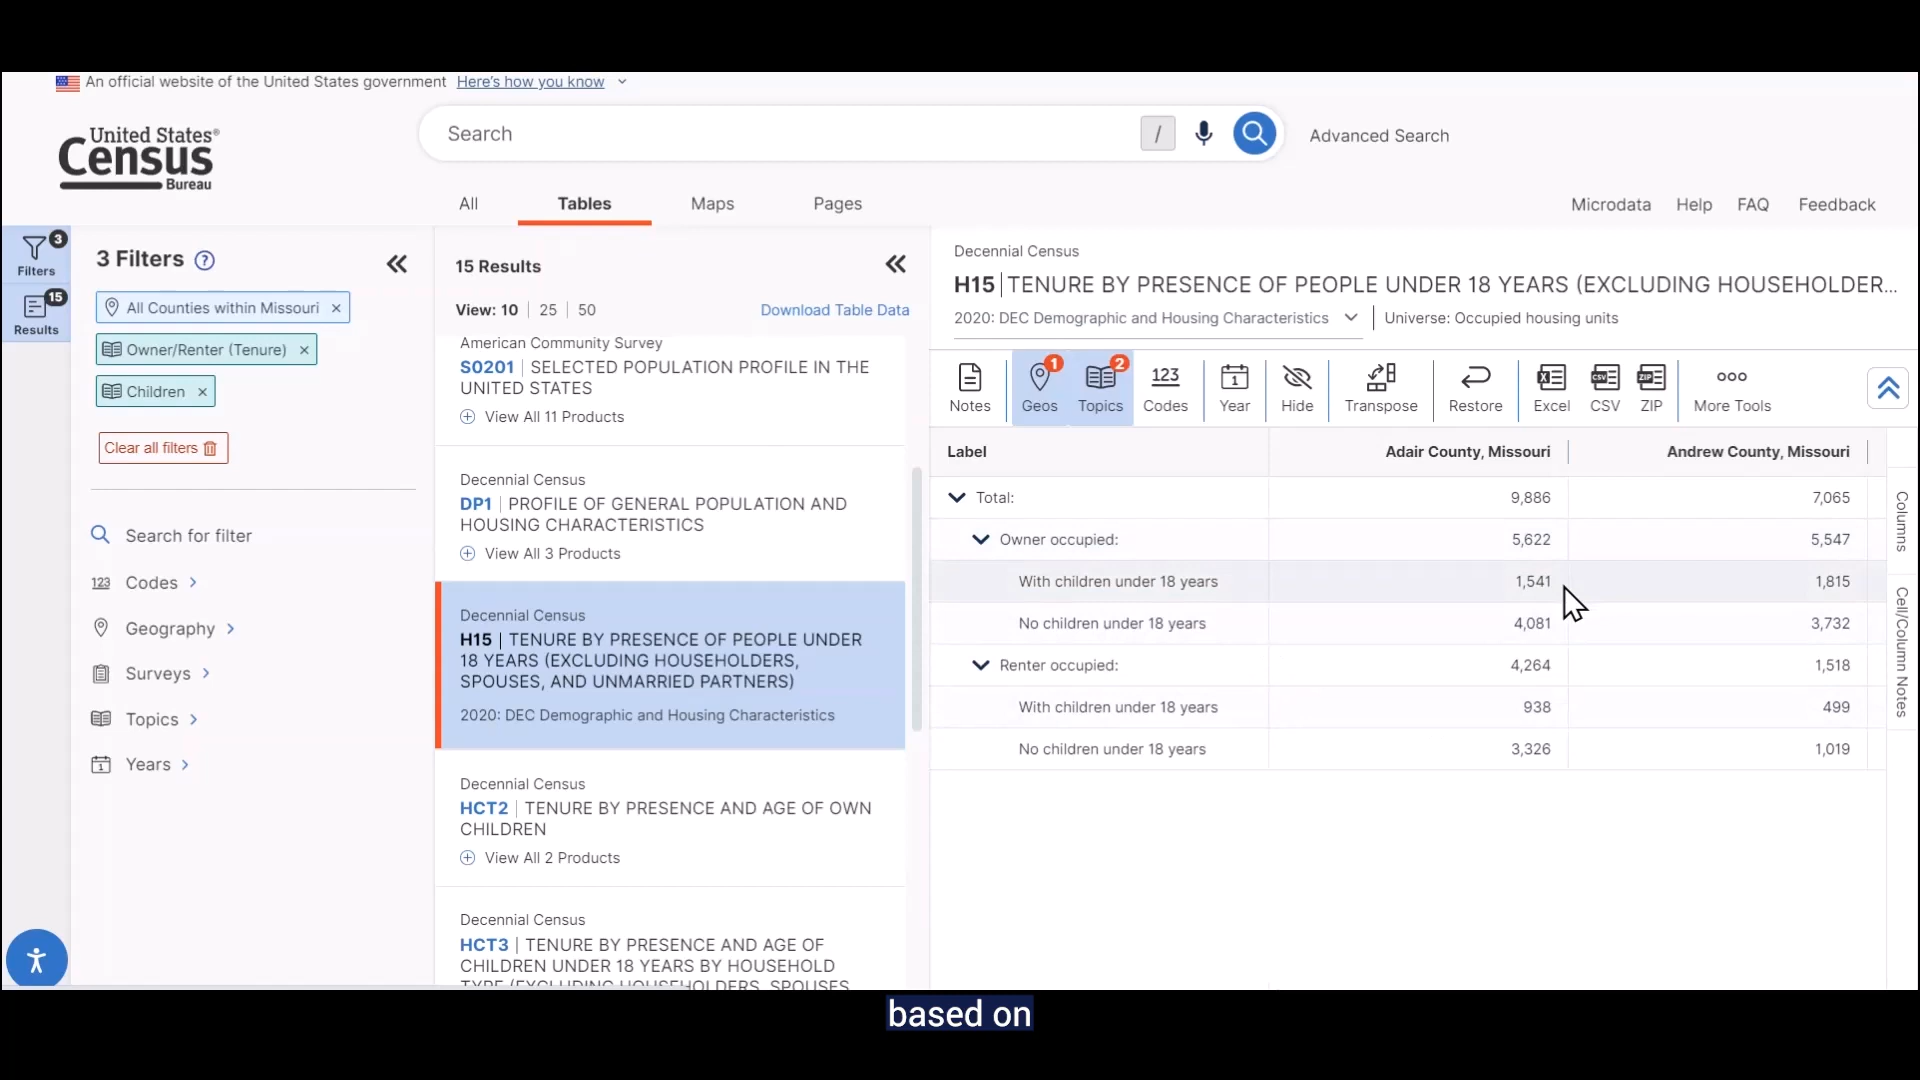 An official website of the United States government Here's how you know
United States®
Census
Bureau
Search
/
Advanced Search
All
Tables
Maps
Pages
Microdata
Help
FAQ
Feedback
3
Filters
15
Results
3 Filters ?
All Counties within Missouri ×
Owner/Renter (Tenure) ×
Children ×
Clear all filters
Search for filter
123 Codes
Geography
Surveys
Topics
1 Years
15 Results
View: 10 | 25 | 50
Download Table Data
American Community Survey
S0201 | SELECTED POPULATION PROFILE IN THE
UNITED STATES
View All 11 Products
Decennial Census
DP1 | PROFILE OF GENERAL POPULATION AND
HOUSING CHARACTERISTICS
View All 3 Products
Decennial Census
H15 | TENURE BY PRESENCE OF PEOPLE UNDER
18 YEARS (EXCLUDING HOUSEHOLDERS,
SPOUSES, AND UNMARRIED PARTNERS)
2020: DEC Demographic and Housing Characteristics
Decennial Census
HCT2 | TENURE BY PRESENCE AND AGE OF OWN
CHILDREN
View All 2 Products
Decennial Census
HCT3 | TENURE BY PRESENCE AND AGE OF
CHILDREN UNDER 18 YEARS BY HOUSEHOLD
TYPE (EXCLUDING HOUSEHOLDERS, SPOUSES,
Decennial Census
H15 | TENURE BY PRESENCE OF PEOPLE UNDER 18 YEARS (EXCLUDING HOUSEHOLDER...
2020: DEC Demographic and Housing Characteristics | Universe: Occupied housing units
Notes
1
Geos
2
Topics
123
Codes
1
Year
Hide
Transpose
Restore
X
Excel
CSV
CSV
ZIP
ZIP
More Tools
Label Adair County, Missouri Andrew County, Missouri
Total: 9,886 7,065
Owner occupied: 5,622 5,547
With children under 18 years 1,541 1,815
No children under 18 years 4,081 3,732
Renter occupied: 4,264 1,518
With children under 18 years 938 499
No children under 18 years 3,326 1,019
Columns
Cell/Column Notes
based on